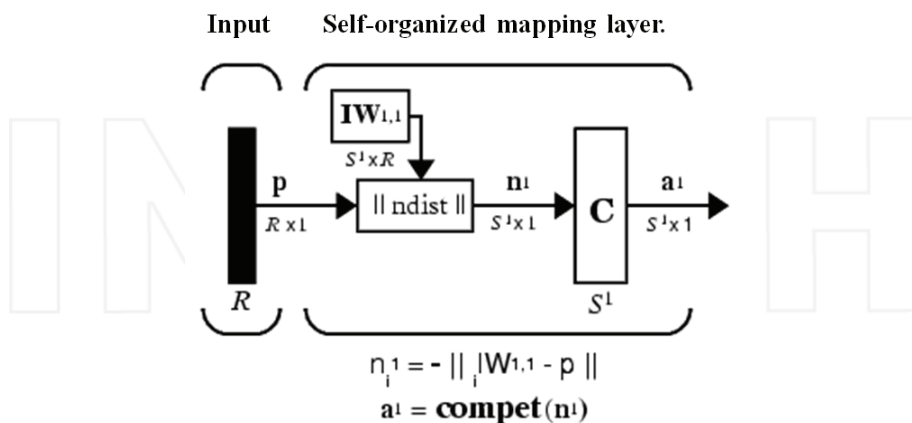 Input Self-organized mapping layer.
IW1,1
S1xR
p n1 a1
|| ndist || C
Rx1 S1x1 S1x1
R S1
ni1 = - || iIW1,1 - p ||
a1 = compet(n1)